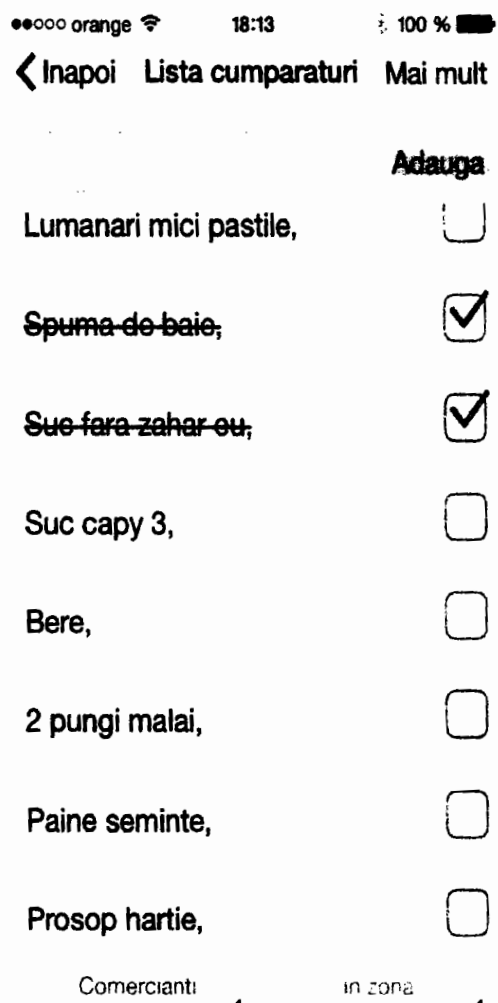 orange 18:13 100 %
Inapoi Lista cumparaturi Mai mult
Adauga
Lumanari mici pastile,
Spuma de baie,
Suc fara zahar eu,
Suc capy 3,
Bere,
2 pungi malai,
Paine seminte,
Prosop hartie,
Comercianti in zona